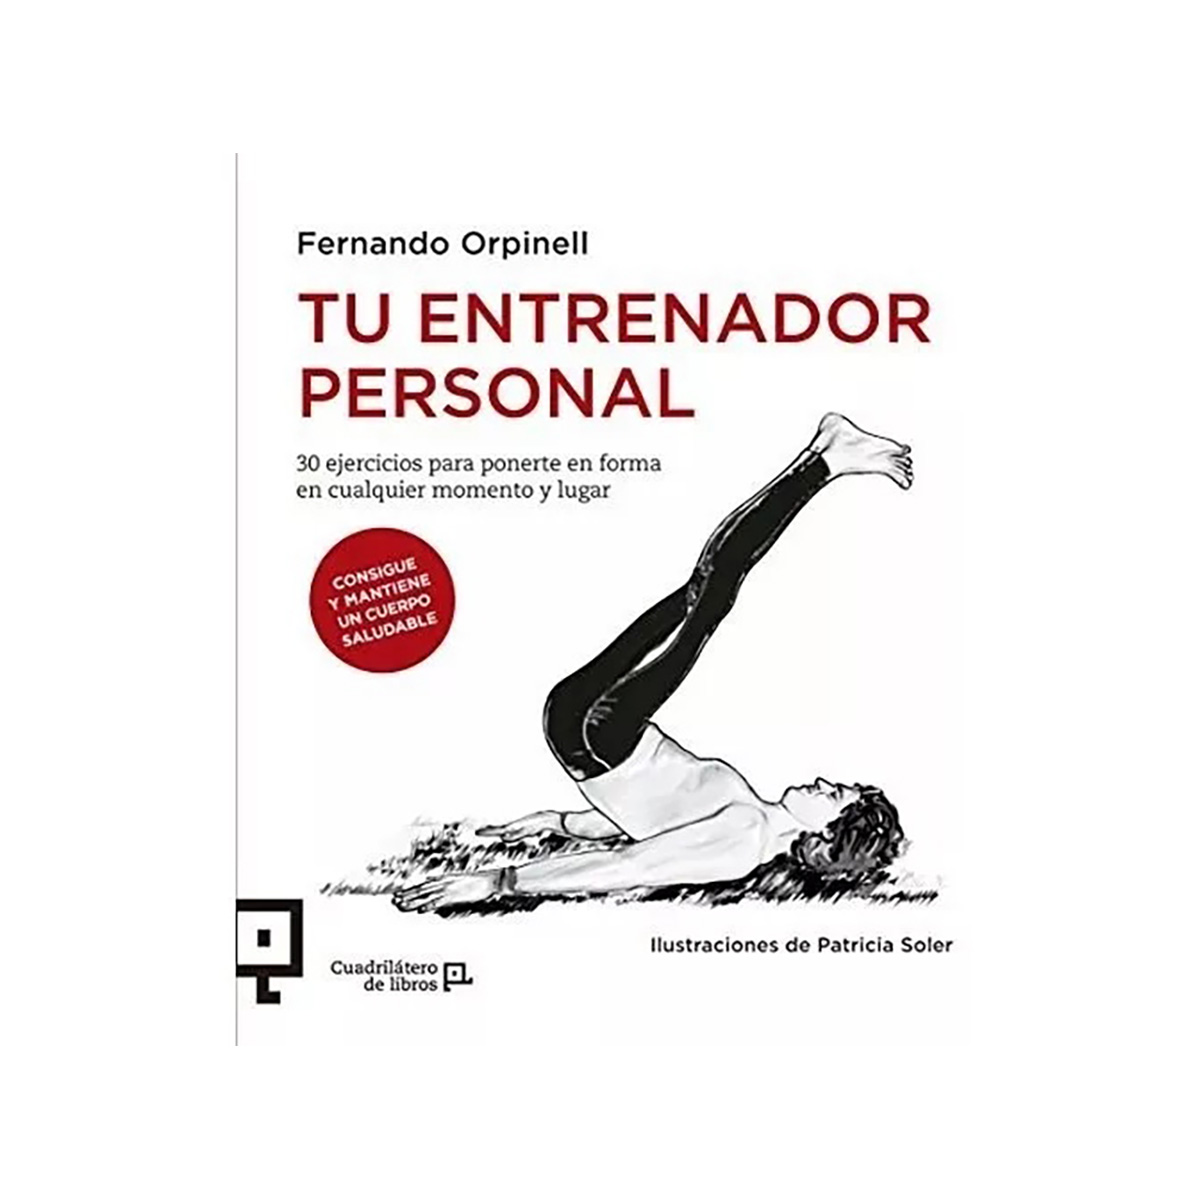 Fernando Orpinell
TU ENTRENADOR
PERSONAL
30 ejercicios para ponerte en forma
en cualquier momento y lugar
CONSIGUE
Y MANTIENE
UN CUERPO
SALUDABLE
Ilustraciones de Patricia Soler
Cuadrilátero
de libros